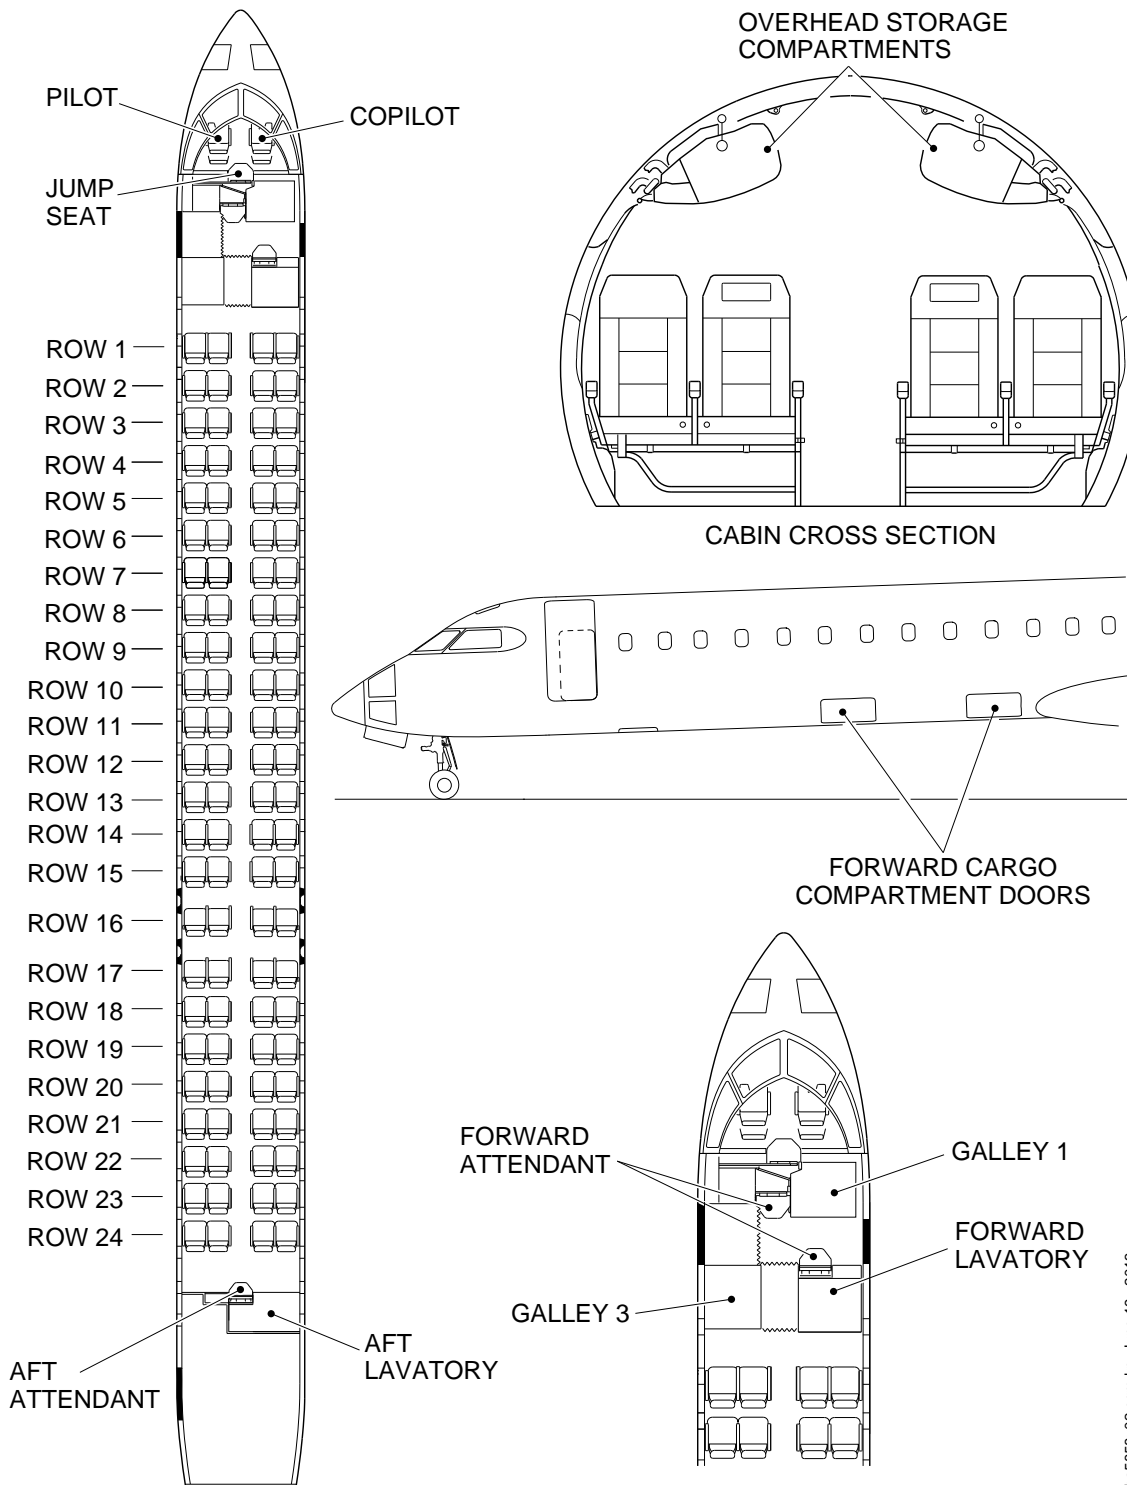 OVERHEAD STORAGE
COMPARTMENTS
PILOT
COPILOT
JUMP
SEAT
ROW 1
ROW 2
ROW 3
ROW 4
ROW 5
ROW 6
ROW 7
ROW 8
ROW 9
ROW 10
ROW 11
ROW 12
ROW 13
ROW 14
ROW 15
ROW 16
ROW 17
ROW 18
ROW 19
ROW 20
ROW 21
ROW 22
ROW 23
ROW 24
AFT
ATTENDANT
AFT
LAVATORY
CABIN CROSS SECTION
FORWARD CARGO
COMPARTMENT DOORS
FORWARD
ATTENDANT
GALLEY 1
FORWARD
LAVATORY
GALLEY 3